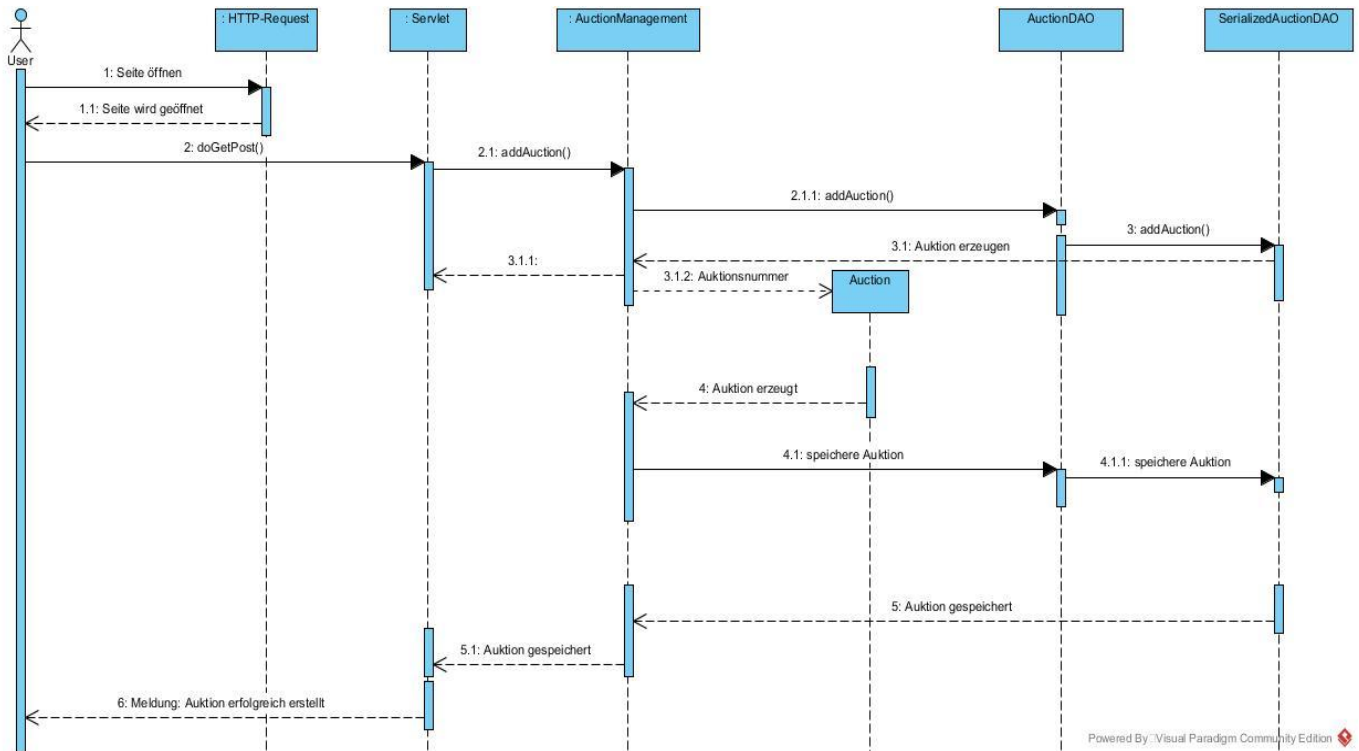 : HTTP-Request
: Servlet
: AuctionManagement
AuctionDAO
SerializedAuctionDAO
User
1: Seite öffnen
1.1: Seite wird geöffnet
2: doGetPost()
2.1: addAuction()
2.1.1: addAuction()
3: addAuction()
3.1: Auktion erzeugen
3.1.1:
3.1.2: Auktionsnummer
Auction
4: Auktion erzeugt
4.1: speichere Auktion
4.1.1: speichere Auktion
5: Auktion gespeichert
5.1: Auktion gespeichert
6: Meldung: Auktion erfolgreich erstellt
Powered By Visual Paradigm Community Edition